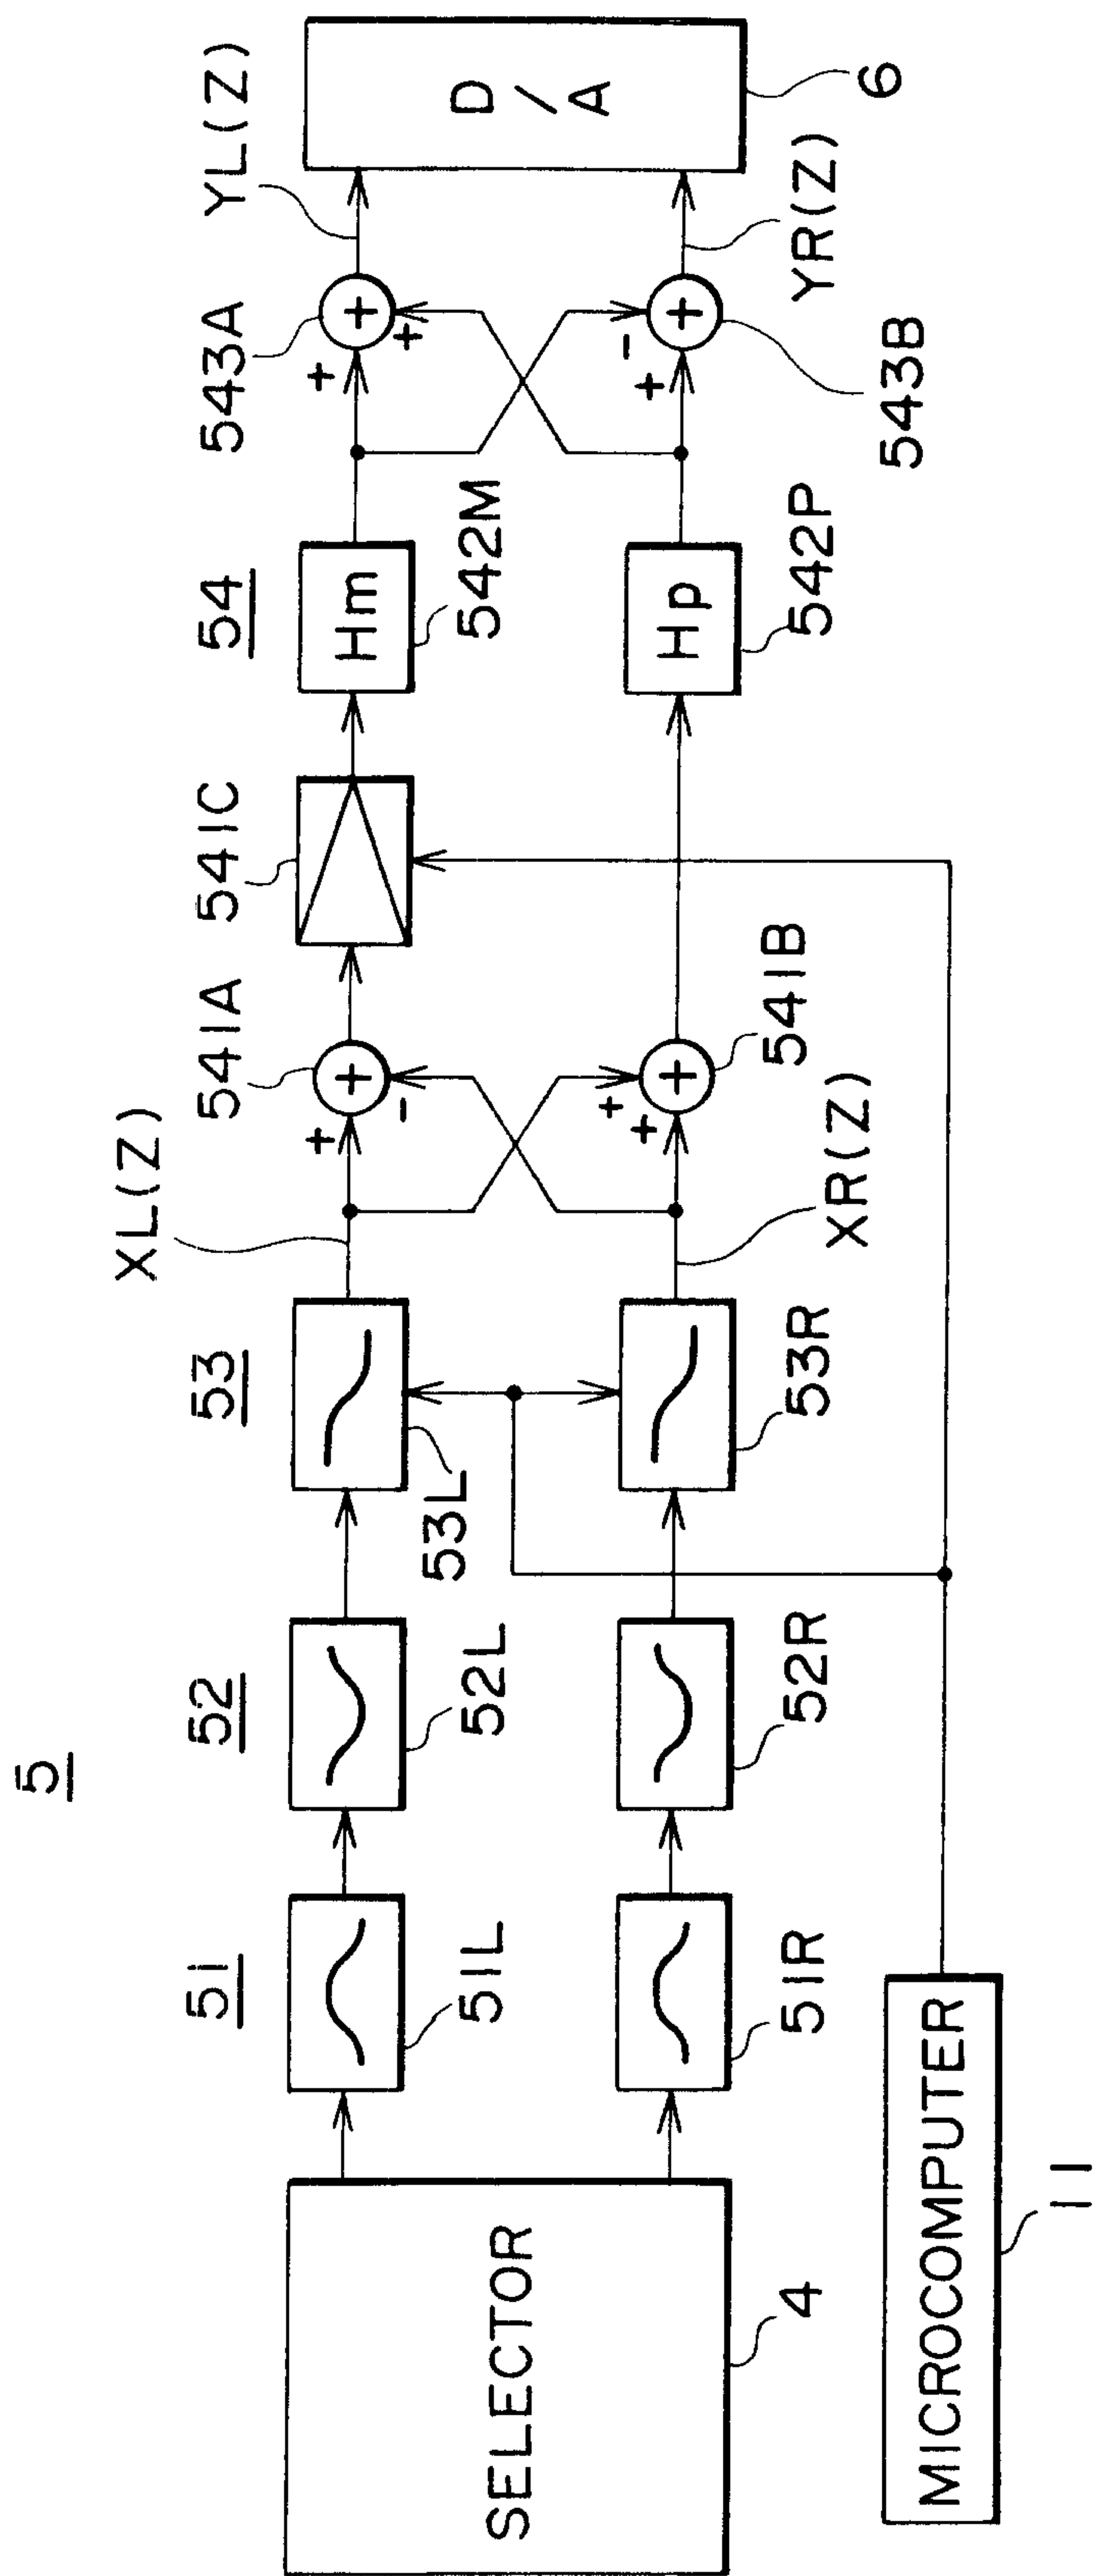 5
51
52
53
54
XL(Z)
541A
541C
543A
YL(Z)
SELECTOR
4
51L
52L
53L
+
+
-
Hm
542M
+
+
+
D/A
6
51R
52R
53R
XR(Z)
+
+
+
541B
Hp
542P
+
-
+
543B
YR(Z)
MICROCOMPUTER
11